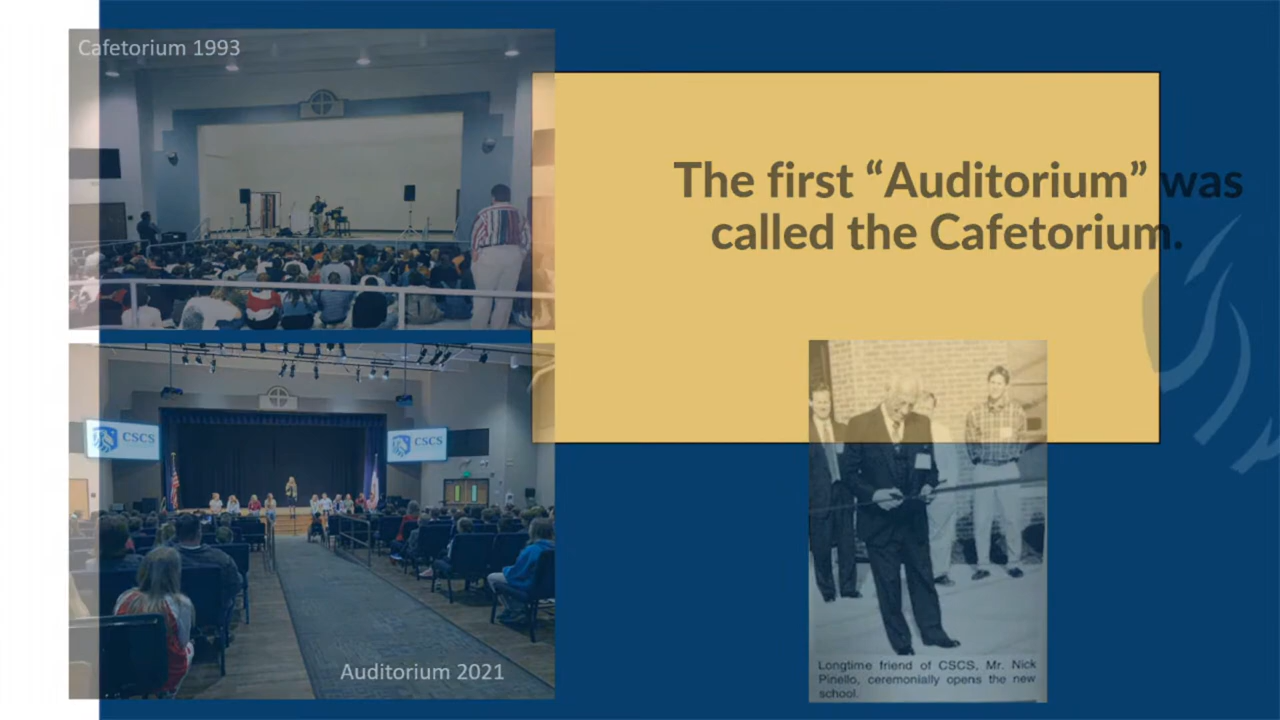 Cafetorium 1993
The first “Auditorium” was
called the Cafetorium.
CSCS
CSCS
Auditorium 2021
Longtime friend of CSCS, Mr. Nick
Pinello, ceremonially opens the new
school.